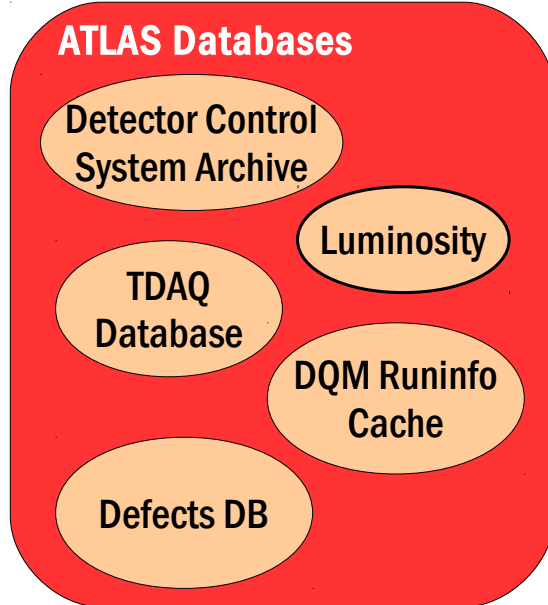 ATLAS Databases
Detector Control
System Archive
Luminosity
TDAQ
Database
DQM Runinfo
Cache
Defects DB